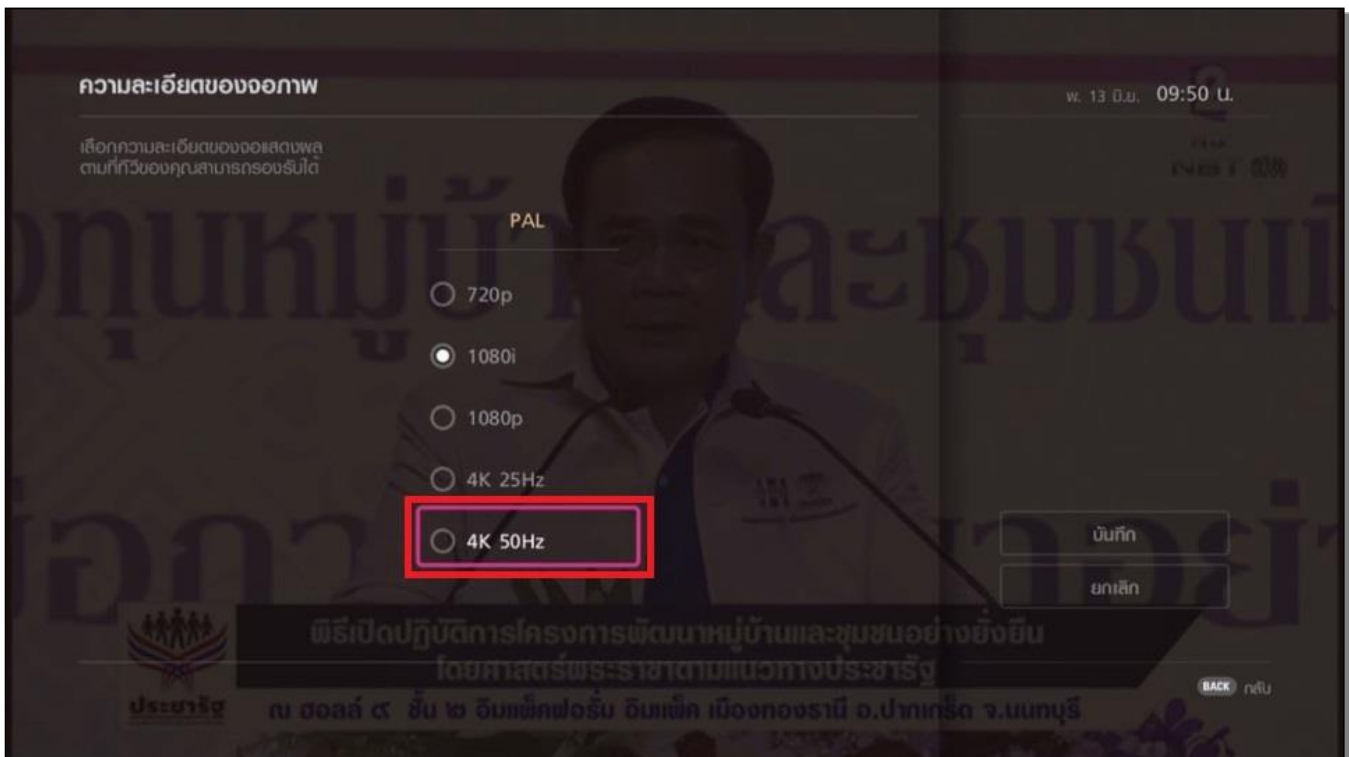 ความละเอียดของจอภาพ
พ. 13 มิ.ย. 09:50 น.
เลือกความละเอียดของจอแสดงผล
ตามที่ทีวีของคุณสามารถรองรับได้
PAL
720p
1080i
1080p
4K 25Hz
4K 50Hz
บันทึก
ยกเลิก
BACK กลับ
พิธีเปิดปฏิบัติการโครงการพัฒนาหมู่บ้านและชุมชนอย่างยั่งยืน
โดยศาสตร์พระราชาตามแนวทางประชารัฐ
ประชารัฐ
ณ ฮอลล์ ๙ ชั้น ๒ อิมแพ็คฟอรั่ม อิมแพ็ค เมืองทองธานี อ.ปากเกร็ด จ.นนทบุรี